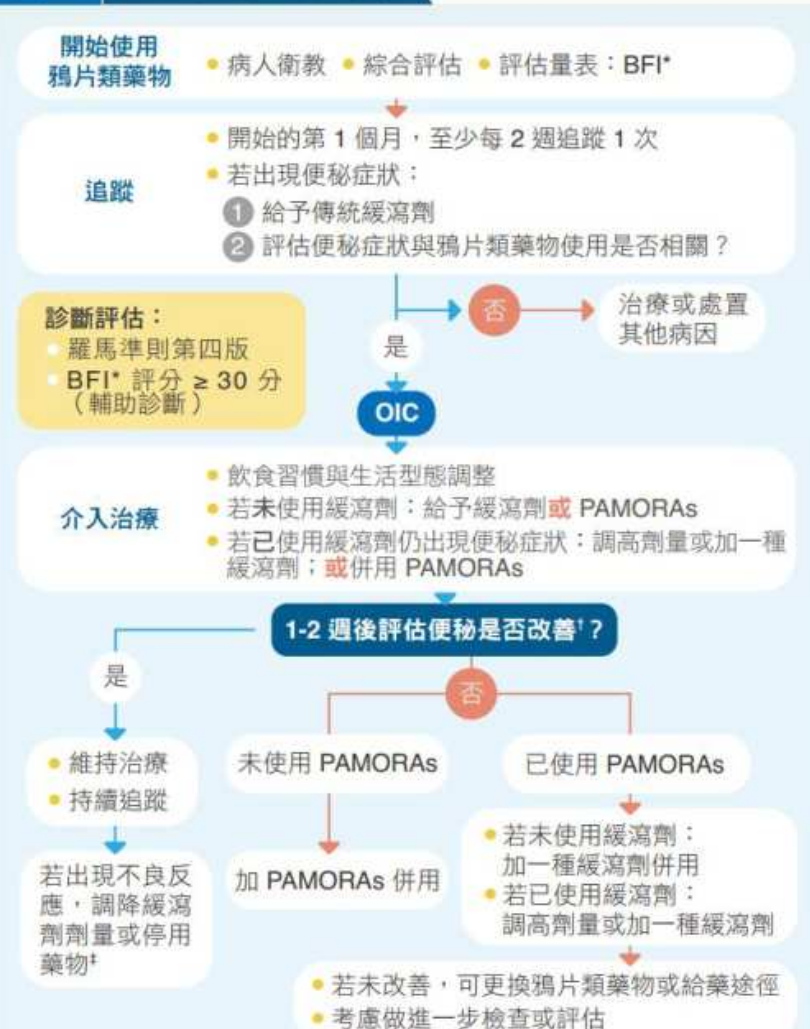 開始使用
鴉片類藥物
病人衛教 綜合評估 評估量表：BFI*
追蹤
開始的第 1 個月，至少每 2 週追蹤 1 次
若出現便秘症狀：
1 給予傳統緩瀉劑
2 評估便秘症狀與鴉片類藥物使用是否相關？
否
治療或處置
其他病因
是
診斷評估：
羅馬準則第四版
BFI* 評分 ≥ 30 分
（輔助診斷）
OIC
介入治療
飲食習慣與生活型態調整
若未使用緩瀉劑：給予緩瀉劑或 PAMORAs
若已使用緩瀉劑仍出現便秘症狀：調高劑量或加一種
緩瀉劑；或併用 PAMORAs
1-2 週後評估便秘是否改善†？
是
否
維持治療
持續追蹤
若出現不良反
應，調降緩瀉
劑劑量或停用
藥物‡
未使用 PAMORAs
加 PAMORAs 併用
已使用 PAMORAs
若未使用緩瀉劑：
加一種緩瀉劑併用
若已使用緩瀉劑：
調高劑量或加一種緩瀉劑
若未改善，可更換鴉片類藥物或給藥途徑
考慮做進一步檢查或評估